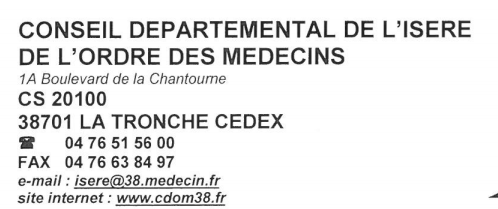 CONSEIL DEPARTEMENTAL DE L'ISERE
DE L'ORDRE DES MEDECINS
1A Boulevard de la Chantourne
CS 20100
38701 LA TRONCHE CEDEX
☎ 04 76 51 56 00
FAX 04 76 63 84 97
e-mail : isere@38.medecin.fr
site internet : www.cdom38.fr